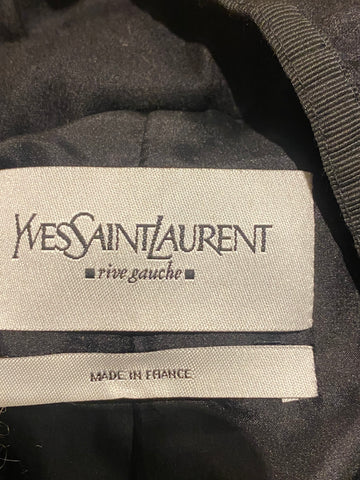 YVESSAINTLAURENT
rive gauche
MADE IN FRANCE